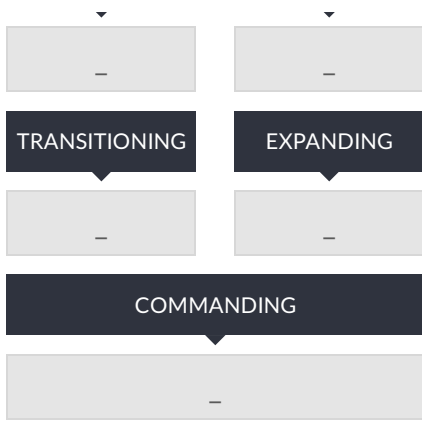 – –
TRANSITIONING EXPANDING
– –
COMMANDING
–